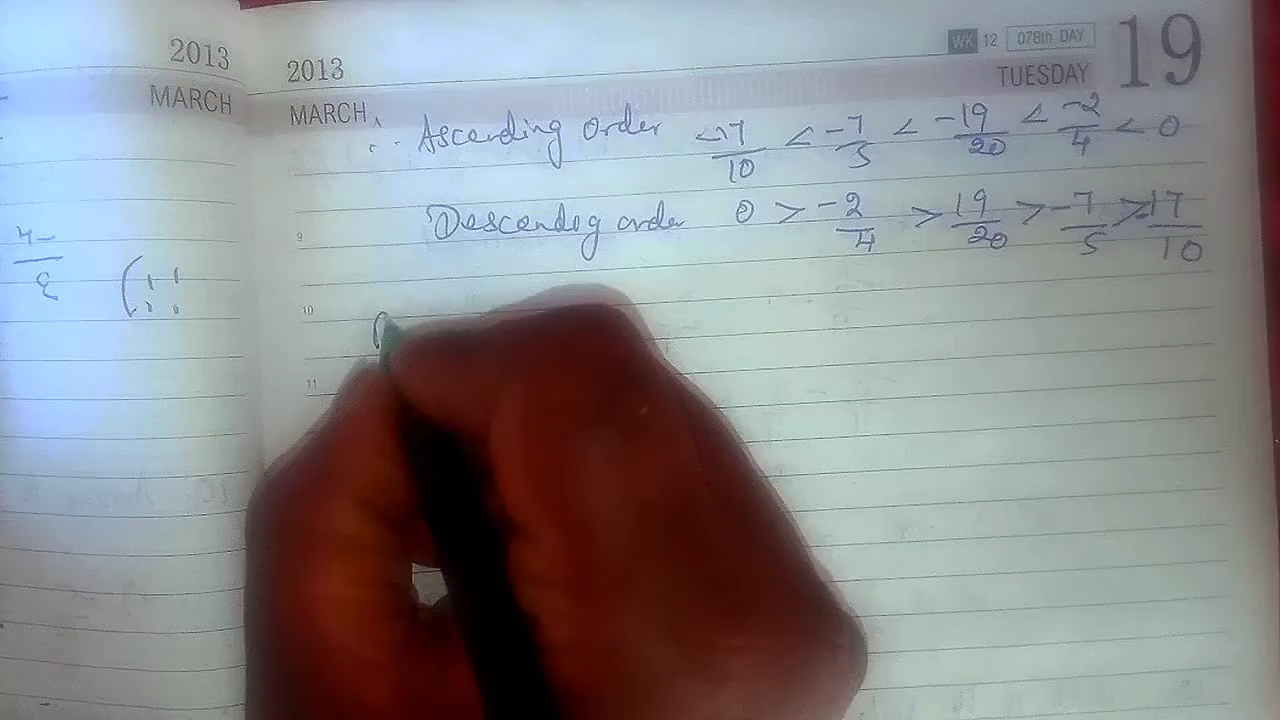 2013
MARCH
2013
MARCH
WK 12 078th DAY 19
TUESDAY
∴ Ascending order -17/10 < -7/5 < -19/20 < -2/4 < 0
Descendog order 0 > -2/4 > 19/20 > -7/5 > -17/10
9
10
11